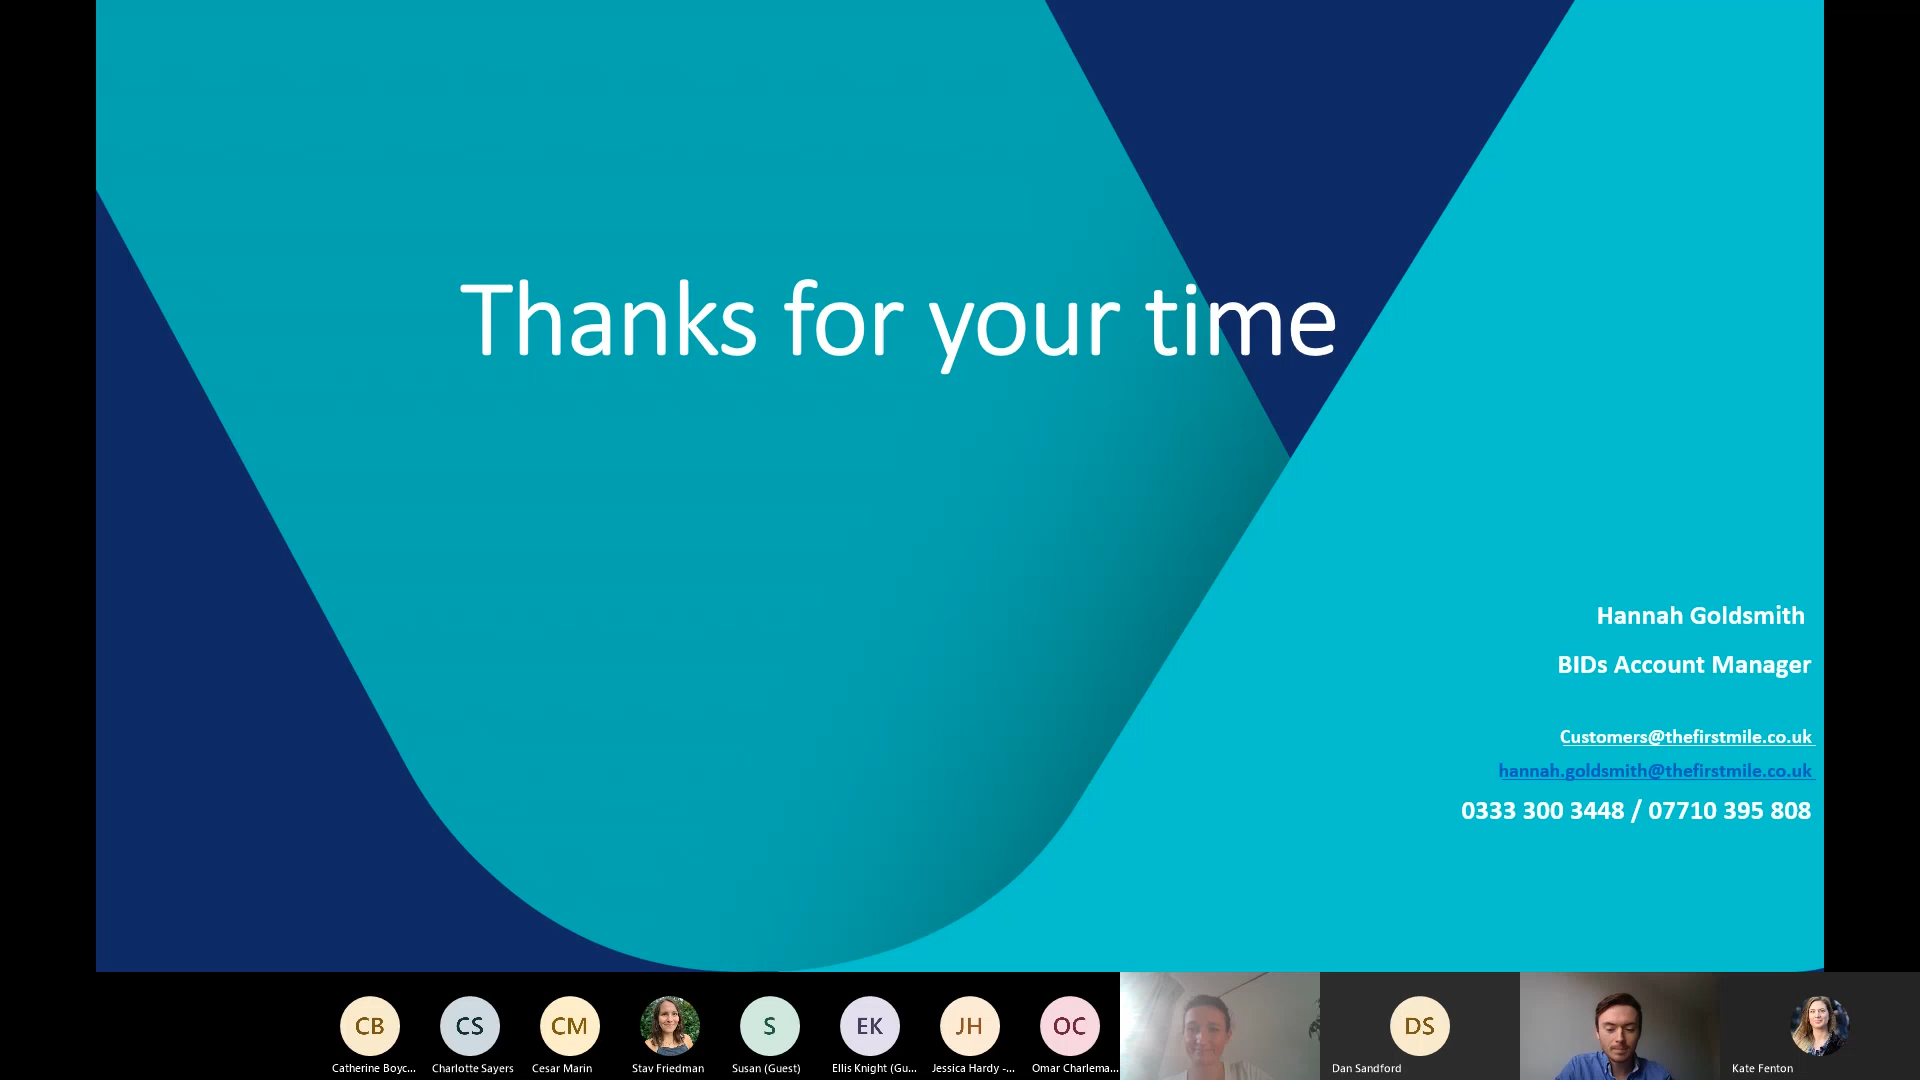 Thanks for your time
Hannah Goldsmith
BIDs Account Manager
Customers@thefirstmile.co.uk
hannah.goldsmith@thefirstmile.co.uk
0333 300 3448 / 07710 395 808
CB
CS
CM
S
EK
JH
OC
DS
Catherine Boyc...
Charlotte Sayers
Cesar Marin
Stav Friedman
Susan (Guest)
Ellis Knight (Gu...
Jessica Hardy -...
Omar Charlema...
Dan Sandford
Kate Fenton